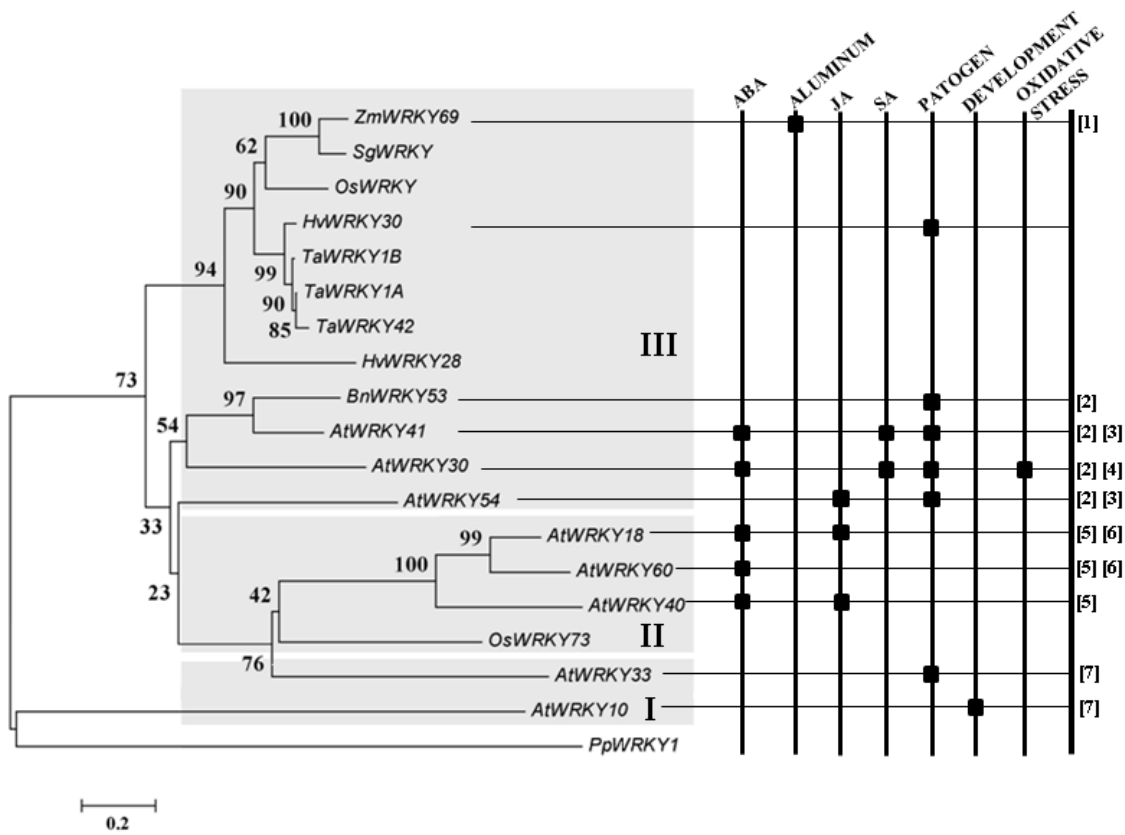 ABA
ALUMINUM
JA
SA
PATOGEN
DEVELOPMENT
OXIDATIVE
STRESS
100
ZmWRKY69
[1]
62
SgWRKY
90
OsWRKY
HvWRKY30
94
99
TaWRKY1B
90
TaWRKY1A
85
TaWRKY42
III
HvWRKY28
73
97
BnWRKY53
[2]
54
AtWRKY41
[2] [3]
AtWRKY30
[2] [4]
33
AtWRKY54
[2] [3]
99
AtWRKY18
[5] [6]
100
AtWRKY60
[5] [6]
23
42
AtWRKY40
[5]
OsWRKY73
II
76
AtWRKY33
[7]
AtWRKY10
I
[7]
PpWRKY1
0.2